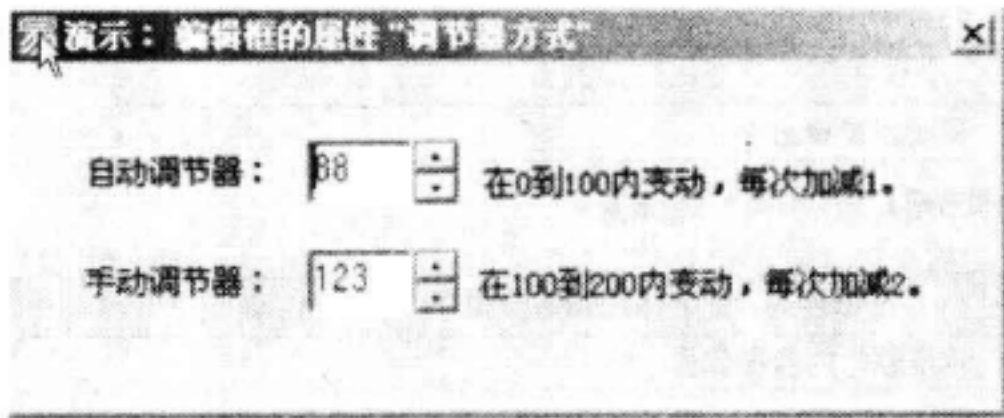 演示：编辑框的属性"调节器方式"
自动调节器： 88 在0到100内变动，每次加减1。
手动调节器： 123 在100到200内变动，每次加减2。